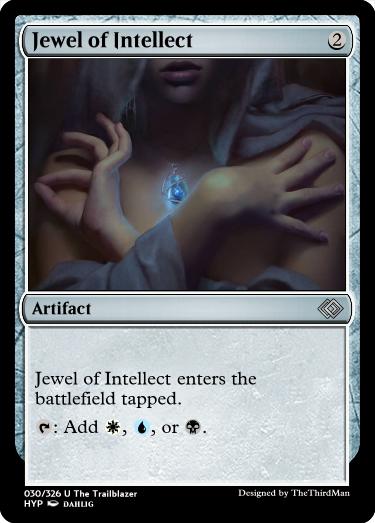 Jewel of Intellect 2
Artifact
Jewel of Intellect enters the
battlefield tapped.
: Add , , or .
030/326 U The Trailblazer
HYP DAHLIG
Designed by TheThirdMan